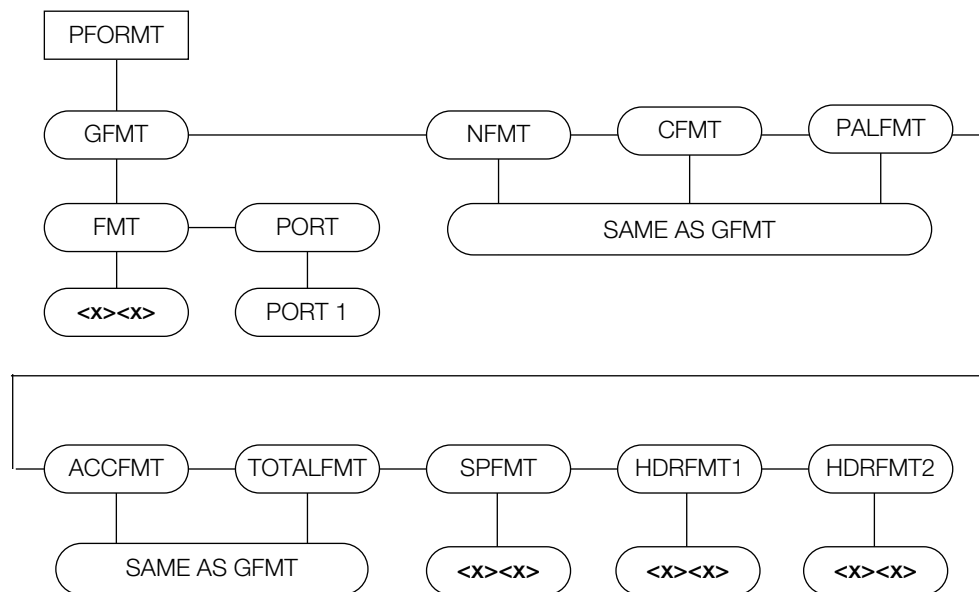 PFORMT
GFMT
NFMT
CFMT
PALFMT
FMT
PORT
SAME AS GFMT
<x><x>
PORT 1
ACCFMT
TOTALFMT
SPFMT
HDRFMT1
HDRFMT2
SAME AS GFMT
<x><x>
<x><x>
<x><x>